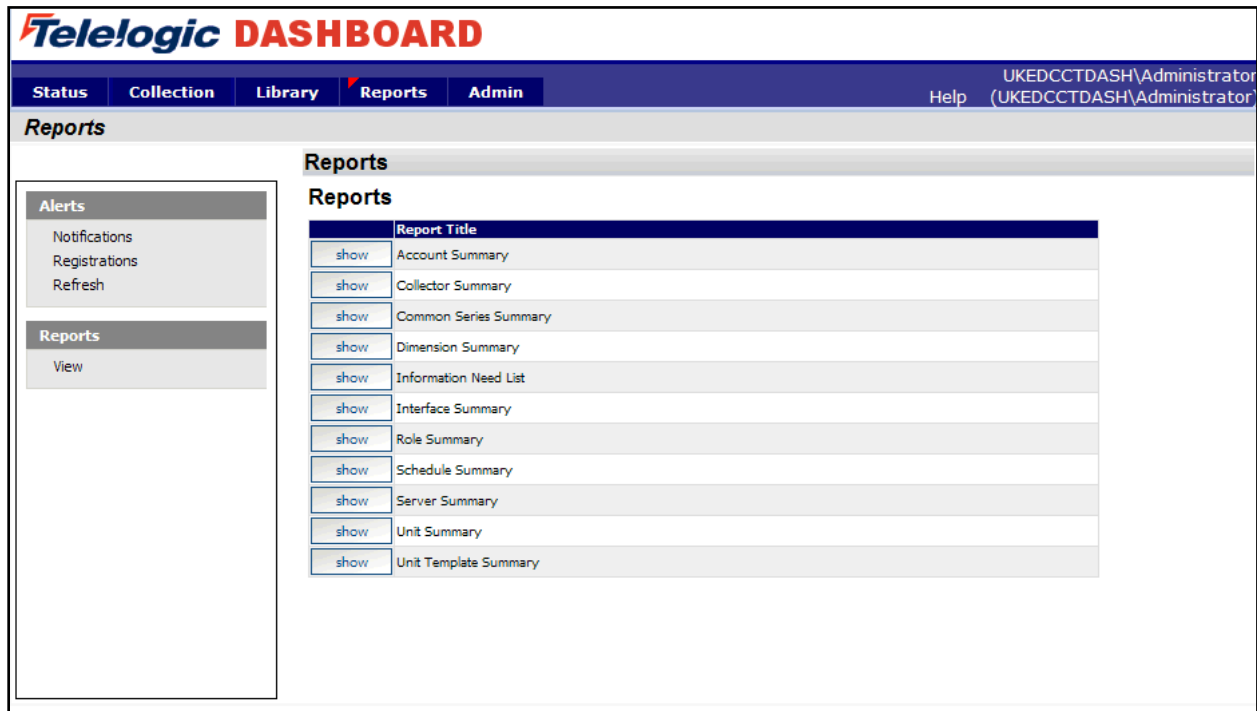 Telelogic DASHBOARD
Status Collection Library Reports Admin
UKEDCCTDASH\Administrator
Help (UKEDCCTDASH\Administrator)
Reports
Reports
Alerts
Notifications
Registrations
Refresh
Reports
View
Reports
Report Title
show Account Summary
show Collector Summary
show Common Series Summary
show Dimension Summary
show Information Need List
show Interface Summary
show Role Summary
show Schedule Summary
show Server Summary
show Unit Summary
show Unit Template Summary